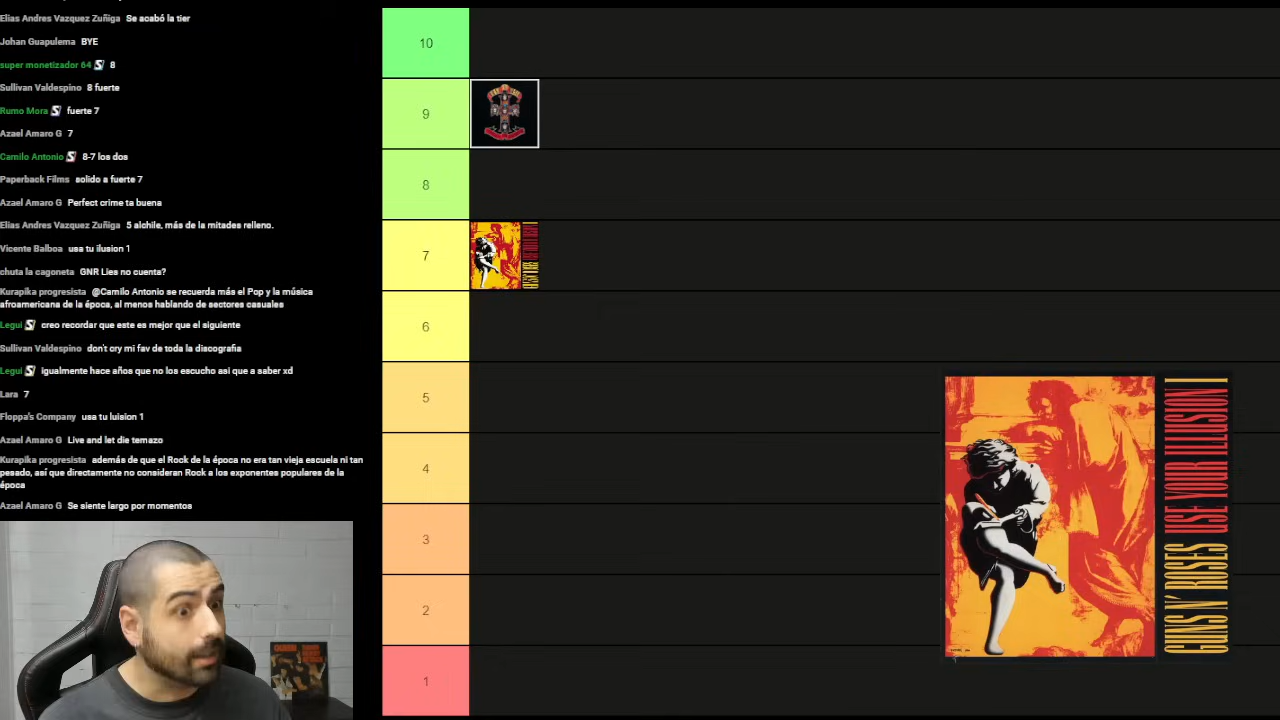 Elias Andres Vazquez Zuñiga Se acabó la tier
Johan Guapulema BYE
super monetizador 64 8
Sullivan Valdespino 8 fuerte
Rumo Mora fuerte 7
Azael Amaro G 7
Camilo Antonio 8-7 los dos
Paperback Films solido a fuerte 7
Azael Amaro G Perfect crime ta buena
Elias Andres Vazquez Zuñiga 5 alchile, más de la mitades relleno.
Vicente Balboa usa tu ilusion 1
chuta la cagoneta GNR Lies no cuenta?
Kurapika progresista @Camilo Antonio se recuerda más el Pop y la música
afroamericana de la época, al menos hablando de sectores casuales
Legui creo recordar que este es mejor que el siguiente
Sullivan Valdespino don't cry mi fav de toda la discografia
Legui igualmente hace años que no los escucho asi que a saber xd
Lara 7
Floppa's Company usa tu luision 1
Azael Amaro G Live and let die temazo
Kurapika progresista además de que el Rock de la época no era tan vieja escuela ni tan
pesado, así que directamente no consideran Rock a los exponentes populares de la
época
Azael Amaro G Se siente largo por momentos
10
9
8
7
6
5
4
3
2
1
GUNS N' ROSES USE YOUR ILLUSION I
QUEEN